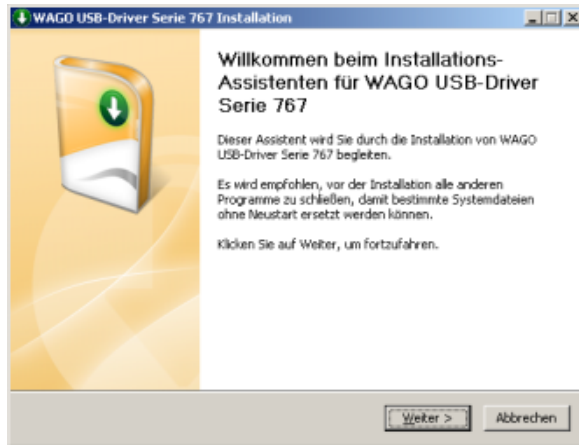 WAGO USB-Driver Serie 767 Installation
Willkommen beim Installations-
Assistenten für WAGO USB-Driver
Serie 767
Dieser Assistent wird Sie durch die Installation von WAGO
USB-Driver Serie 767 begleiten.
Es wird empfohlen, vor der Installation alle anderen
Programme zu schließen, damit bestimmte Systemdateien
ohne Neustart ersetzt werden können.
Klicken Sie auf Weiter, um fortzufahren.
Weiter >
Abbrechen